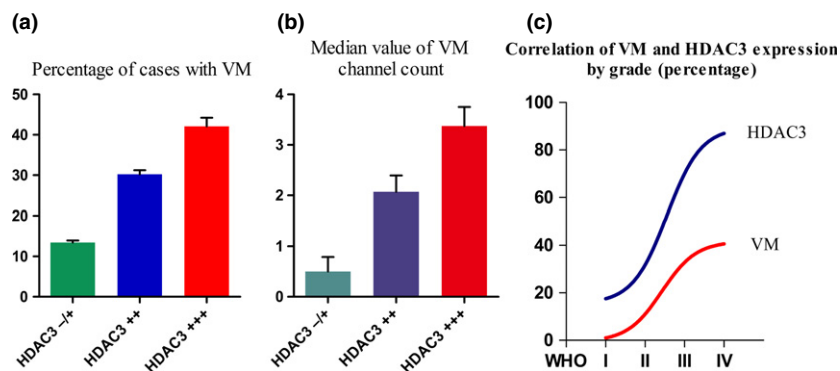 (a)
Percentage of cases with VM
50
40
30
20
10
0
HDAC3 –/+
HDAC3 ++
HDAC3 +++
(b)
Median value of VM
channel count
4
3
2
1
0
HDAC3 –/+
HDAC3 ++
HDAC3 +++
(c)
Correlation of VM and HDAC3 expression
by grade (percentage)
100
80
60
40
20
0
HDAC3
VM
WHO I II III IV